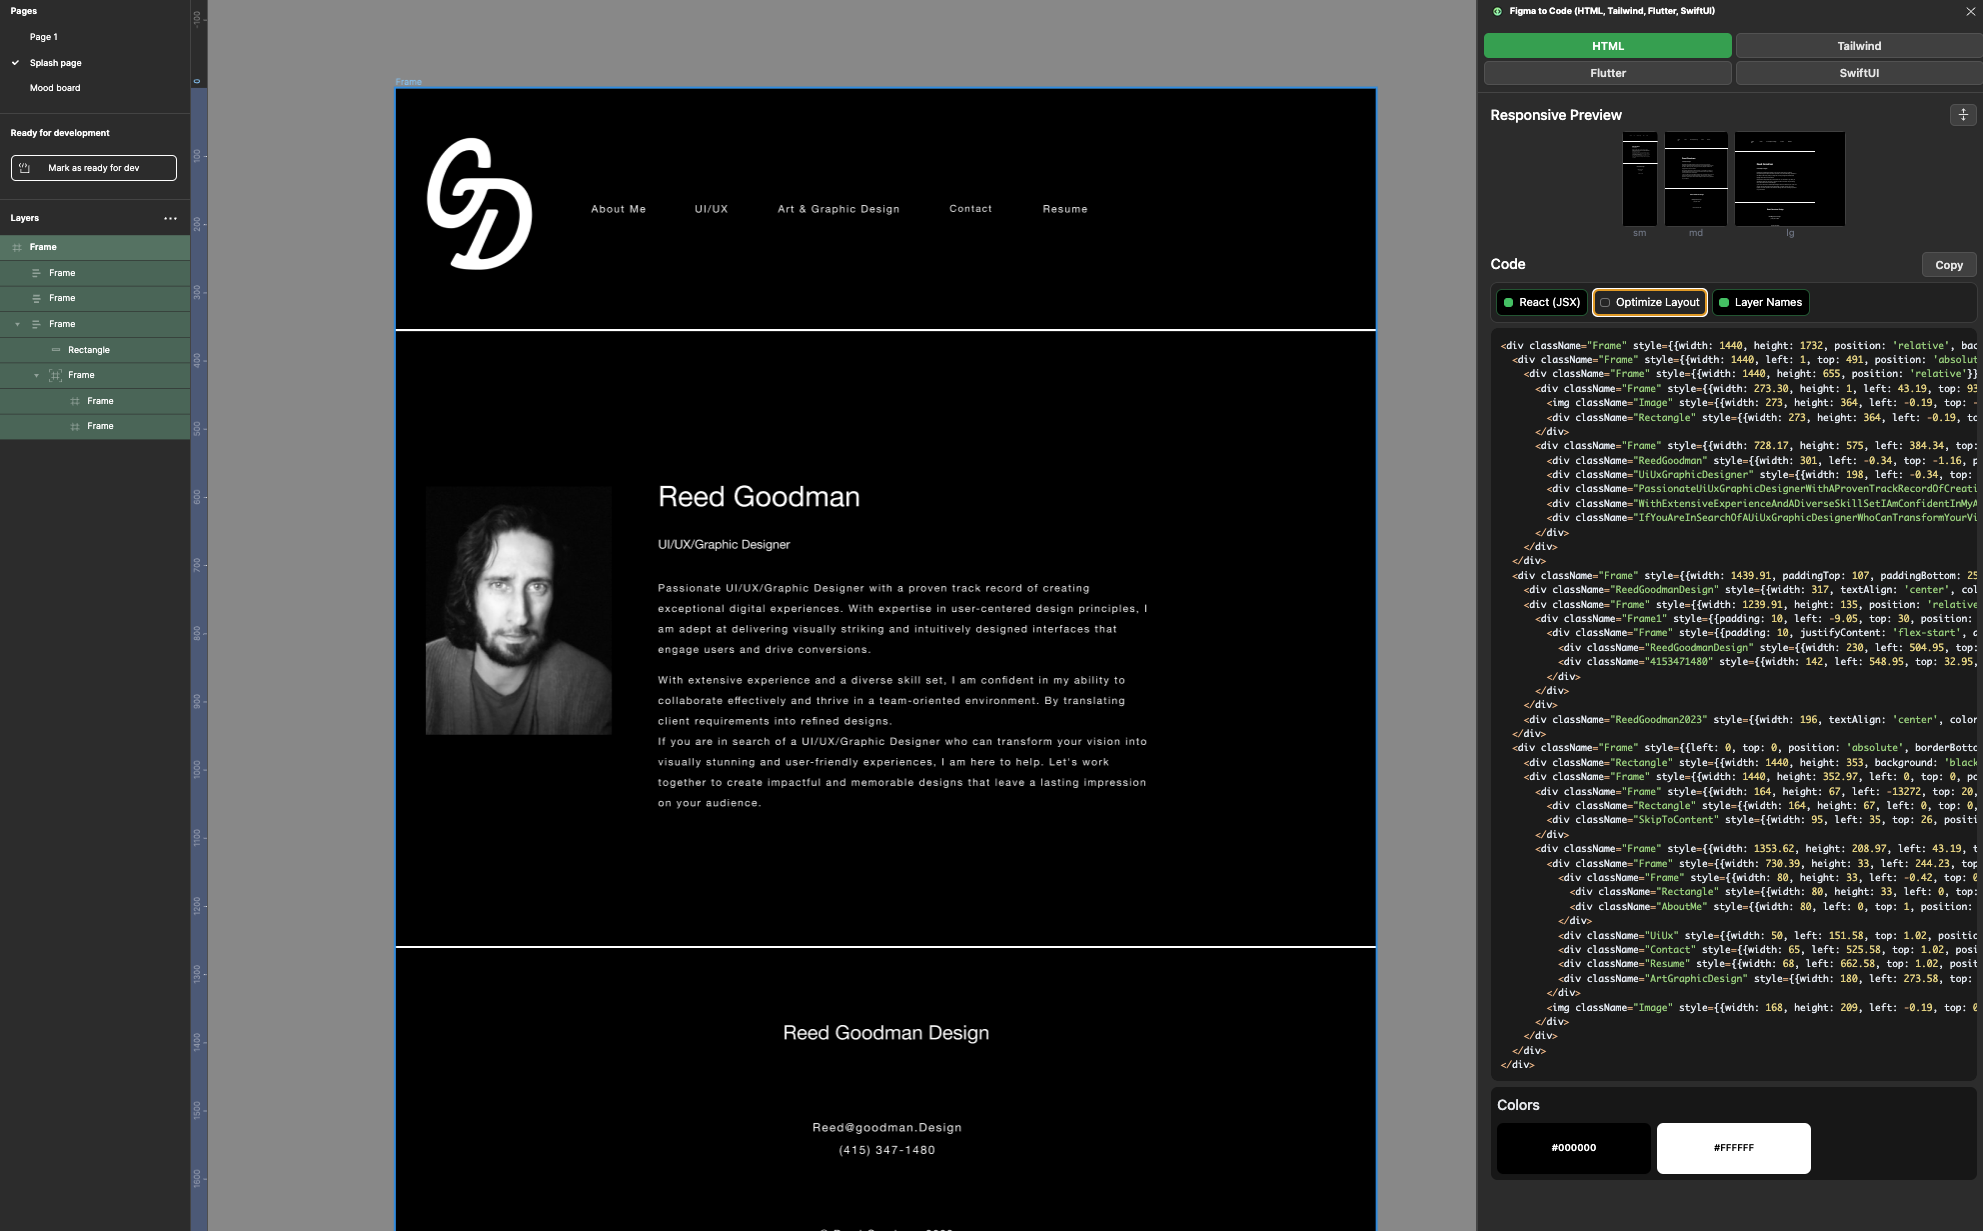 Pages
Page 1
Splash page
Mood board
Ready for development
Mark as ready for dev
Layers
Frame
Frame
Frame
Frame
Rectangle
Frame
Frame
Frame
-100
0
100
200
300
400
500
600
700
800
900
1000
1100
1200
1300
1400
1500
1600
Frame
GD
About Me
UI/UX
Art & Graphic Design
Contact
Resume
Reed Goodman
UI/UX/Graphic Designer
Passionate UI/UX/Graphic Designer with a proven track record of creating
exceptional digital experiences. With expertise in user-centered design principles, I
am adept at delivering visually striking and intuitively designed interfaces that
engage users and drive conversions.
With extensive experience and a diverse skill set, I am confident in my ability to
collaborate effectively and thrive in a team-oriented environment. By translating
client requirements into refined designs.
If you are in search of a UI/UX/Graphic Designer who can transform your vision into
visually stunning and user-friendly experiences, I am here to help. Let's work
together to create impactful and memorable designs that leave a lasting impression
on your audience.
Reed Goodman Design
Reed@goodman.Design
(415) 347-1480
Figma to Code (HTML, Tailwind, Flutter, SwiftUI)
HTML
Tailwind
Flutter
SwiftUI
Responsive Preview
sm
md
lg
Code
Copy
React (JSX)
Optimize Layout
Layer Names
<div className="Frame" style={{width: 1440, height: 1732, position: 'relative', bac
<div className="Frame" style={{width: 1440, left: 1, top: 491, position: 'absolut
<div className="Frame" style={{width: 1440, height: 655, position: 'relative'}}
<div className="Frame" style={{width: 273.30, height: 1, left: 43.19, top: 93
<img className="Image" style={{width: 273, height: 364, left: -0.19, top: -
<div className="Rectangle" style={{width: 273, height: 364, left: -0.19, to
</div>
<div className="Frame" style={{width: 728.17, height: 575, left: 384.34, top:
<div className="ReedGoodman" style={{width: 301, left: -0.34, top: -1.16, p
<div className="UiUxGraphicDesigner" style={{width: 198, left: -0.34, top:
<div className="PassionateUiUxGraphicDesignerWithAProvenTrackRecordOfCreati
<div className="WithExtensiveExperienceAndADiverseSkillSetIAmConfidentInMyA
<div className="IfYouAreInSearchOfAUiUxGraphicDesignerWhoCanTransformYourVi
</div>
</div>
</div>
<div className="Frame" style={{width: 1439.91, paddingTop: 107, paddingBottom: 25
<div className="ReedGoodmanDesign" style={{width: 317, textAlign: 'center', col
<div className="Frame" style={{width: 1239.91, height: 135, position: 'relative
<div className="Frame1" style={{padding: 10, left: -9.05, top: 30, position:
<div className="Frame" style={{padding: 10, justifyContent: 'flex-start', a
<div className="ReedGoodmanDesign" style={{width: 230, left: 504.95, top:
<div className="4153471480" style={{width: 142, left: 548.95, top: 32.95,
</div>
</div>
</div>
<div className="ReedGoodman2023" style={{width: 196, textAlign: 'center', color
</div>
<div className="Frame" style={{left: 0, top: 0, position: 'absolute', borderBotto
<div className="Rectangle" style={{width: 1440, height: 353, background: 'black
<div className="Frame" style={{width: 1440, height: 352.97, left: 0, top: 0, po
<div className="Frame" style={{width: 164, height: 67, left: -13272, top: 20,
<div className="Rectangle" style={{width: 164, height: 67, left: 0, top: 0,
<div className="SkipToContent" style={{width: 95, left: 35, top: 26, positi
</div>
<div className="Frame" style={{width: 1353.62, height: 208.97, left: 43.19, t
<div className="Frame" style={{width: 730.39, height: 33, left: 244.23, top
<div className="Frame" style={{width: 80, height: 33, left: -0.42, top: 0
<div className="Rectangle" style={{width: 80, height: 33, left: 0, top:
<div className="AboutMe" style={{width: 80, left: 0, top: 1, position:
</div>
<div className="UiUx" style={{width: 50, left: 151.58, top: 1.02, positio
<div className="Contact" style={{width: 65, left: 525.58, top: 1.02, posi
<div className="Resume" style={{width: 68, left: 662.58, top: 1.02, posit
<div className="ArtGraphicDesign" style={{width: 180, left: 273.58, top:
</div>
<img className="Image" style={{width: 168, height: 209, left: -0.19, top: 0
</div>
</div>
</div>
</div>
Colors
#000000
#FFFFFF